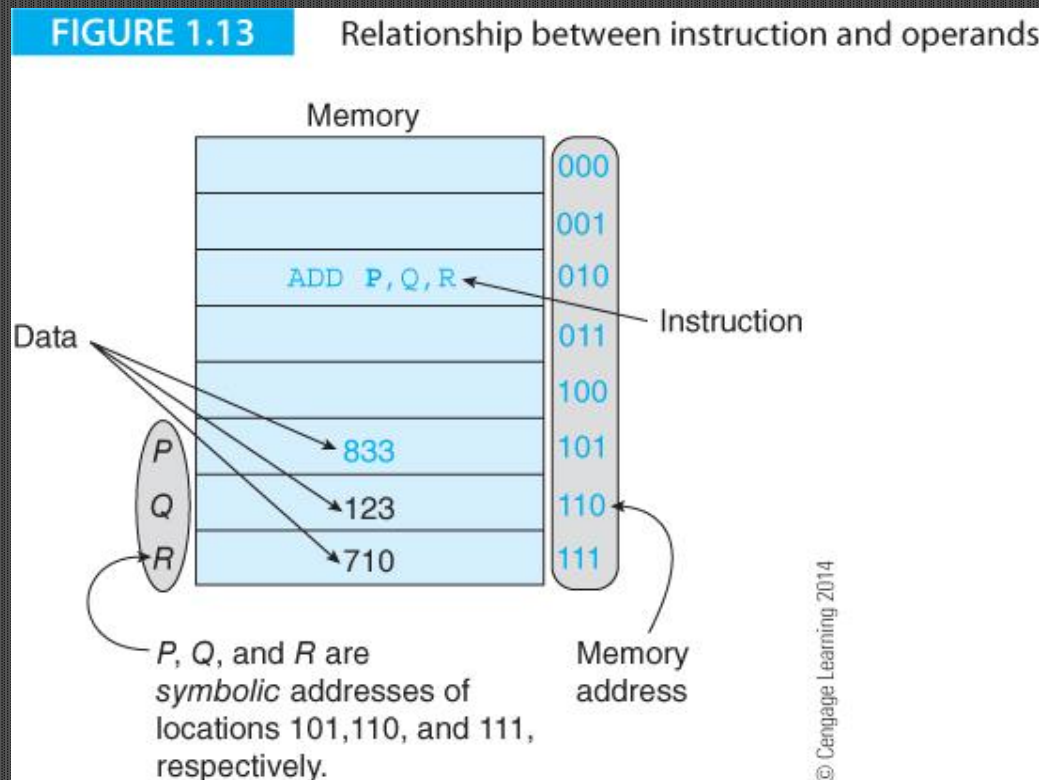 FIGURE 1.13 Relationship between instruction and operands
Memory
000
001
ADD P,Q,R 010
Instruction
Data
011
100
P 833 101
Q 123 110
R 710 111
P, Q, and R are
symbolic addresses of
locations 101,110, and 111,
respectively.
Memory
address
© Cengage Learning 2014